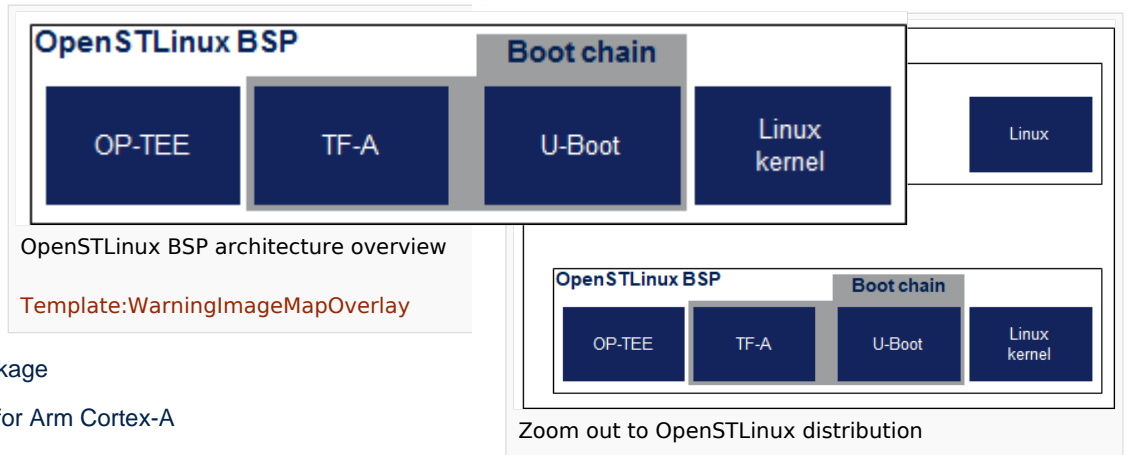 OpenSTLinux BSP
Boot chain
OP-TEE
TF-A
U-Boot
Linux
kernel
OpenSTLinux BSP architecture overview
Template:WarningImageMapOverlay
kage
for Arm Cortex-A
Linux
OpenSTLinux BSP
Boot chain
OP-TEE
TF-A
U-Boot
Linux
kernel
Zoom out to OpenSTLinux distribution